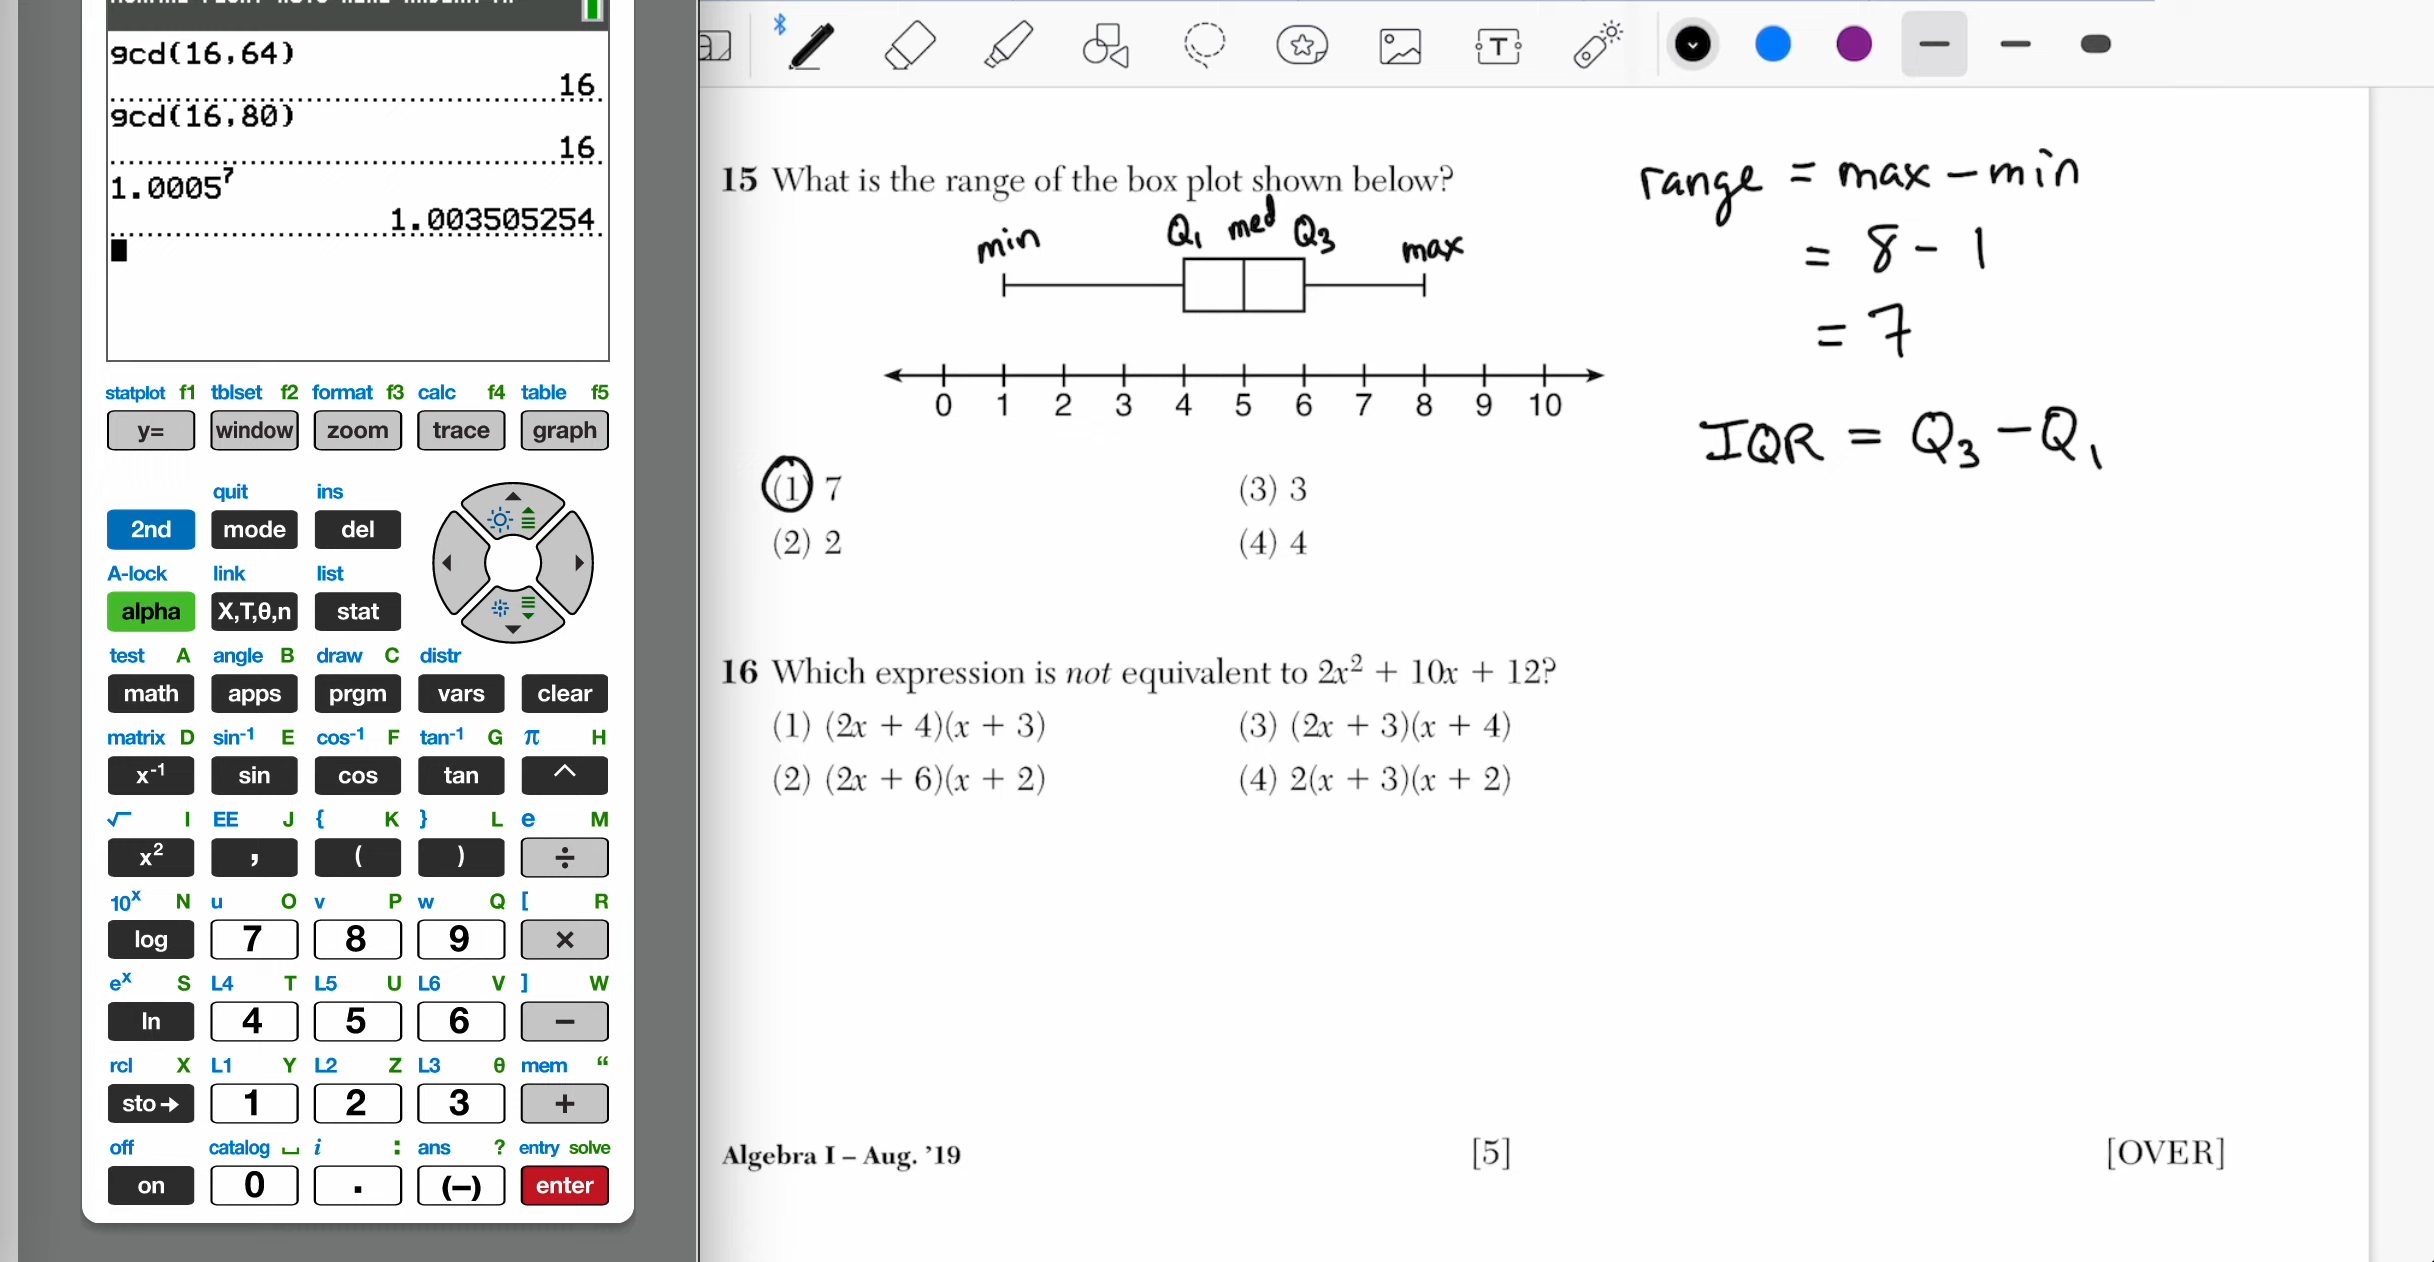 gcd(16,64)
16
gcd(16,80)
16
1.0005⁷
1.003505254
statplot f1 tblset f2 format f3 calc f4 table f5
y= window zoom trace graph
quit ins
2nd mode del
A-lock link list
alpha X,T,θ,n stat
test A angle B draw C distr
math apps prgm vars clear
matrix D sin⁻¹ E cos⁻¹ F tan⁻¹ G π H
x⁻¹ sin cos tan ^
√ I EE J { K } L e M
x² , ( ) ÷
10ˣ N u O v P w Q [ R
log 7 8 9 ×
eˣ S L4 T L5 U L6 V ] W
ln 4 5 6 −
rcl X L1 Y L2 Z L3 θ mem “
sto→ 1 2 3 +
off catalog ⎵ i : ans ? entry solve
on 0 . (−) enter
T
15 What is the range of the box plot shown below?
min Q₁ med Q₃ max
0 1 2 3 4 5 6 7 8 9 10
(1) 7 (3) 3
(2) 2 (4) 4
range = max − min
= 8 − 1
= 7
IQR = Q₃ − Q₁
16 Which expression is not equivalent to 2x² + 10x + 12?
(1) (2x + 4)(x + 3) (3) (2x + 3)(x + 4)
(2) (2x + 6)(x + 2) (4) 2(x + 3)(x + 2)
Algebra I – Aug. ’19 [5] [OVER]